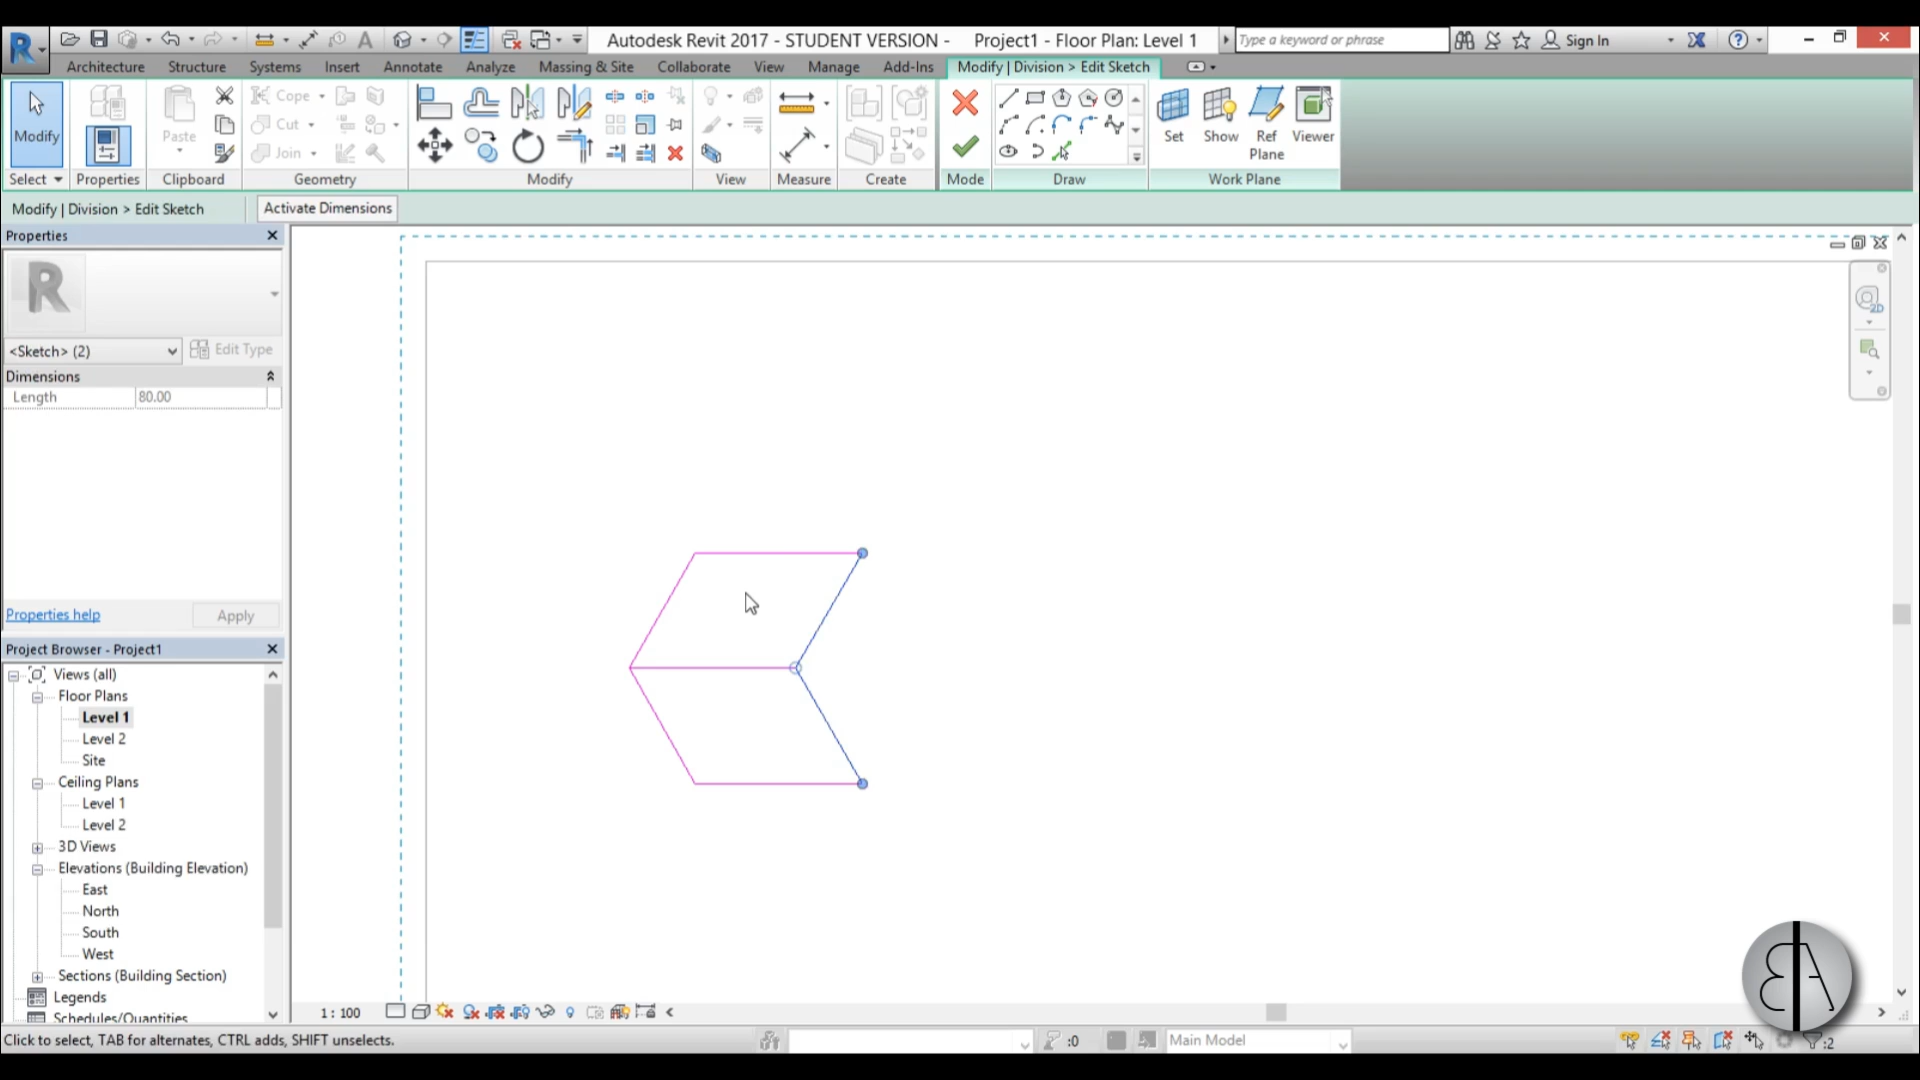 Autodesk Revit 2017 - STUDENT VERSION - Project1 - Floor Plan: Level 1
Type a keyword or phrase
Sign In
Architecture Structure Systems Insert Annotate Analyze Massing & Site Collaborate View Manage Add-Ins Modify | Division > Edit Sketch
Modify
Paste
Cope
Cut
Join
Set
Show
Ref
Plane
Viewer
Select Properties Clipboard Geometry Modify View Measure Create Mode Draw Work Plane
Modify | Division > Edit Sketch
Activate Dimensions
Properties
R
<Sketch> (2)
Edit Type
Dimensions
Length 80.00
2D
Properties help
Apply
Project Browser - Project1
Views (all)
Floor Plans
Level 1
Level 2
Site
Ceiling Plans
Level 1
Level 2
3D Views
Elevations (Building Elevation)
East
North
South
West
Sections (Building Section)
Legends
Schedules/Quantities
1 : 100
Click to select, TAB for alternates, CTRL adds, SHIFT unselects.
:0
Main Model
:2